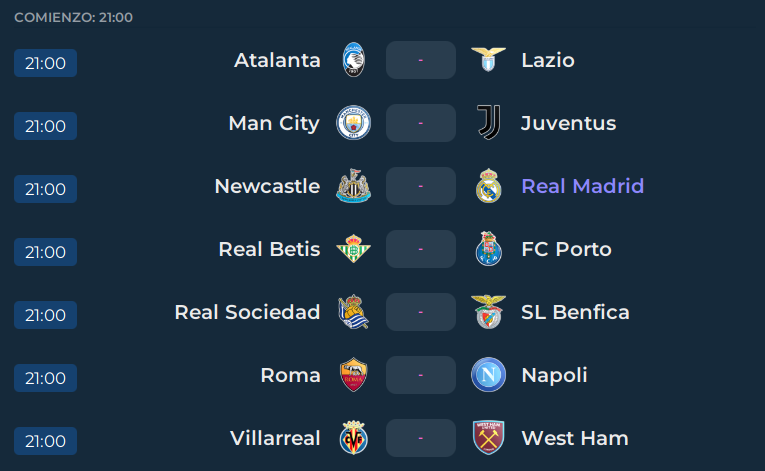 COMIENZO: 21:00
21:00 Atalanta - Lazio
21:00 Man City - Juventus
21:00 Newcastle - Real Madrid
21:00 Real Betis - FC Porto
21:00 Real Sociedad - SL Benfica
21:00 Roma - Napoli
21:00 Villarreal - West Ham